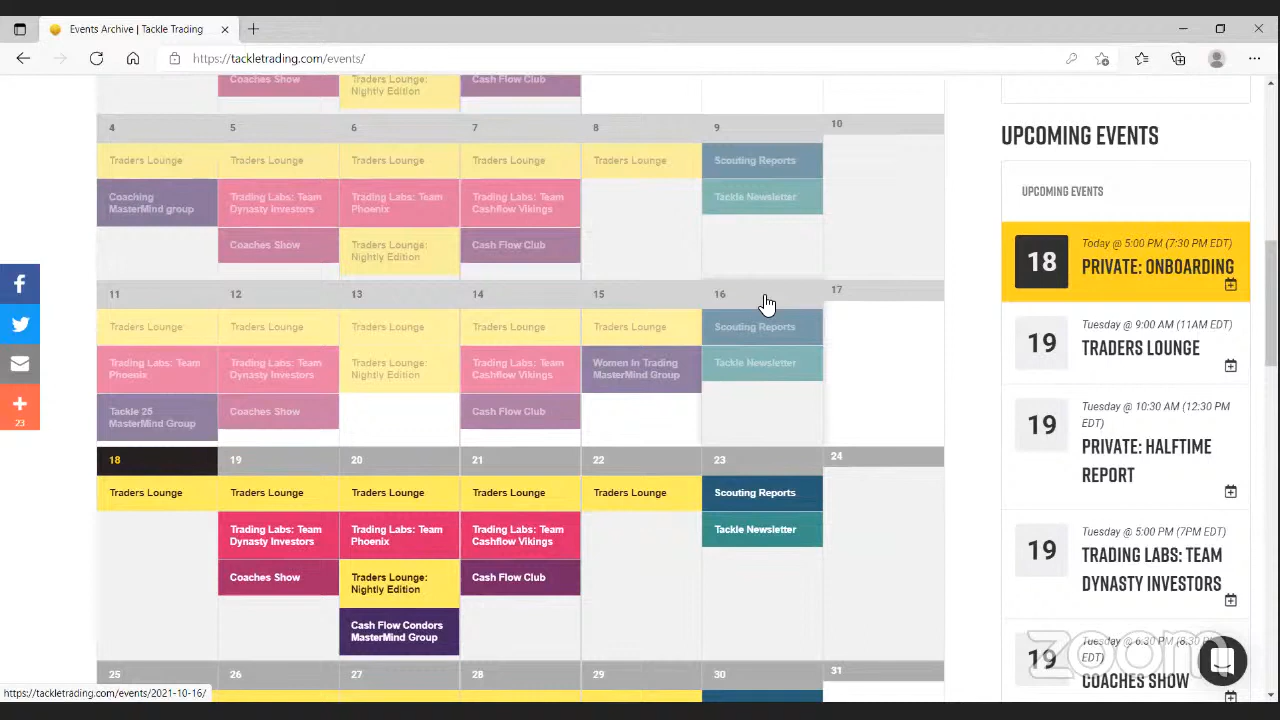 Events Archive | Tackle Trading
https://tackletrading.com/events/
Coaches Show
Traders Lounge:
Nightly Edition
Cash Flow Club
4
5
6
7
8
9
10
Traders Lounge
Traders Lounge
Traders Lounge
Traders Lounge
Traders Lounge
Scouting Reports
Coaching
MasterMind group
Trading Labs: Team
Dynasty Investors
Trading Labs: Team
Phoenix
Trading Labs: Team
Cashflow Vikings
Tackle Newsletter
Coaches Show
Traders Lounge:
Nightly Edition
Cash Flow Club
11
12
13
14
15
16
17
Traders Lounge
Traders Lounge
Traders Lounge
Traders Lounge
Traders Lounge
Scouting Reports
Trading Labs: Team
Phoenix
Trading Labs: Team
Dynasty Investors
Traders Lounge:
Nightly Edition
Trading Labs: Team
Cashflow Vikings
Women In Trading
MasterMind Group
Tackle Newsletter
Tackle 25
MasterMind Group
Coaches Show
Cash Flow Club
18
19
20
21
22
23
24
Traders Lounge
Traders Lounge
Traders Lounge
Traders Lounge
Traders Lounge
Scouting Reports
Trading Labs: Team
Dynasty Investors
Trading Labs: Team
Phoenix
Trading Labs: Team
Cashflow Vikings
Tackle Newsletter
Coaches Show
Traders Lounge:
Nightly Edition
Cash Flow Club
Cash Flow Condors
MasterMind Group
25
26
27
28
29
30
31
https://tackletrading.com/events/2021-10-16/
23
UPCOMING EVENTS
UPCOMING EVENTS
18
Today @ 5:00 PM (7:30 PM EDT)
PRIVATE: ONBOARDING
19
Tuesday @ 9:00 AM (11AM EDT)
TRADERS LOUNGE
19
Tuesday @ 10:30 AM (12:30 PM
EDT)
PRIVATE: HALFTIME
REPORT
19
Tuesday @ 5:00 PM (7PM EDT)
TRADING LABS: TEAM
DYNASTY INVESTORS
19
Tuesday @ 6:30 PM (8:30 PM
EDT)
COACHES SHOW
zoom